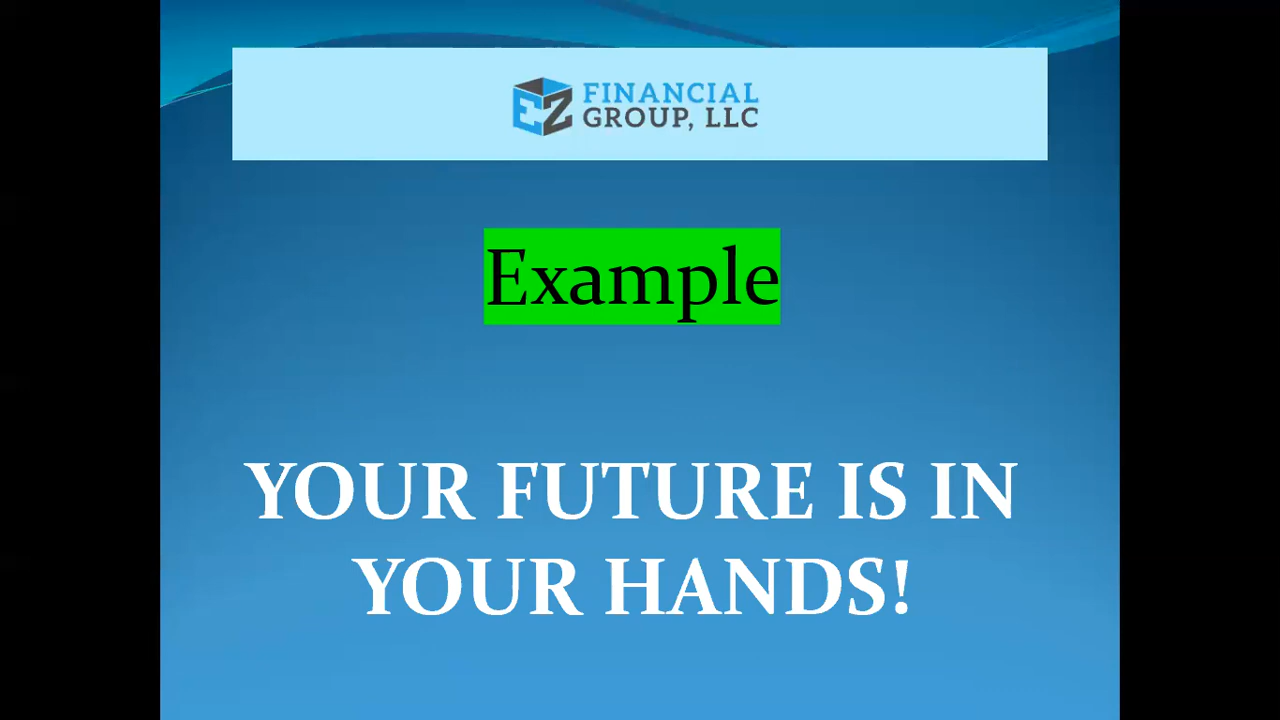 EZ FINANCIAL
GROUP, LLC
Example
YOUR FUTURE IS IN
YOUR HANDS!